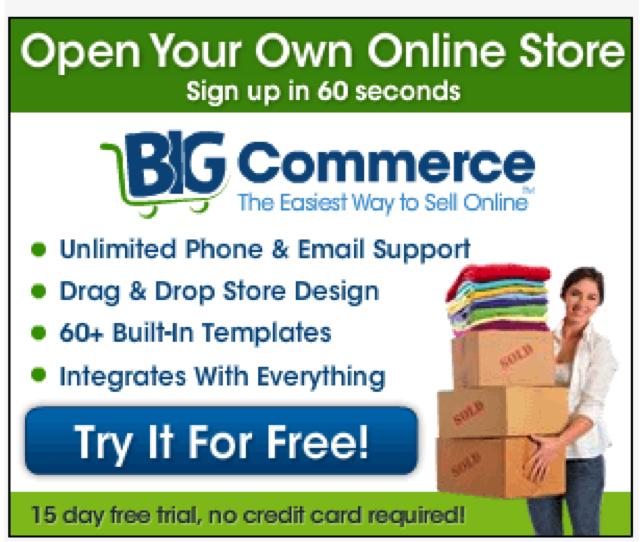 Open Your Own Online Store
Sign up in 60 seconds
BIG Commerce
The Easiest Way to Sell Online™
Unlimited Phone & Email Support
Drag & Drop Store Design
60+ Built-In Templates
Integrates With Everything
SOLD
SOLD
SOLD
Try It For Free!
15 day free trial, no credit card required!